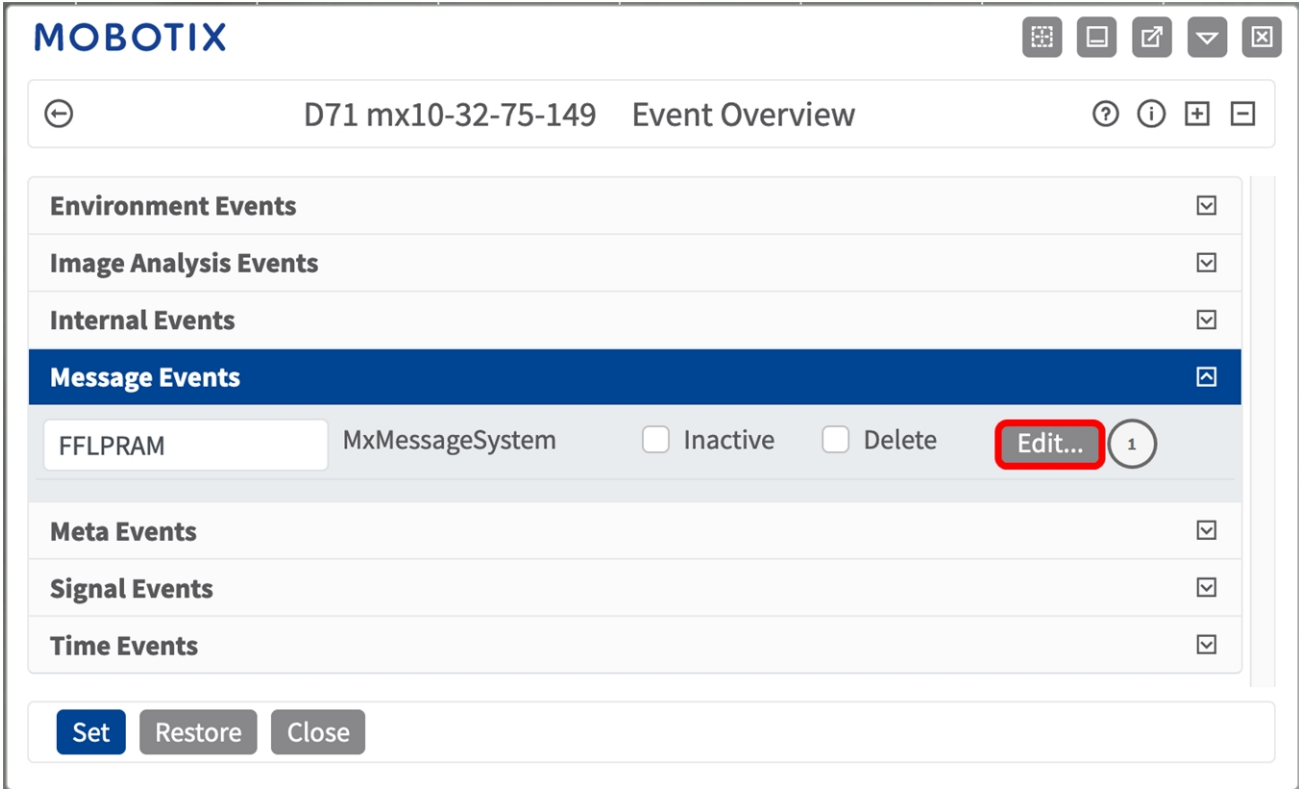 MOBOTIX
D71 mx10-32-75-149 Event Overview
Environment Events
Image Analysis Events
Internal Events
Message Events
FFLPRAM MxMessageSystem Inactive Delete Edit... 1
Meta Events
Signal Events
Time Events
Set Restore Close